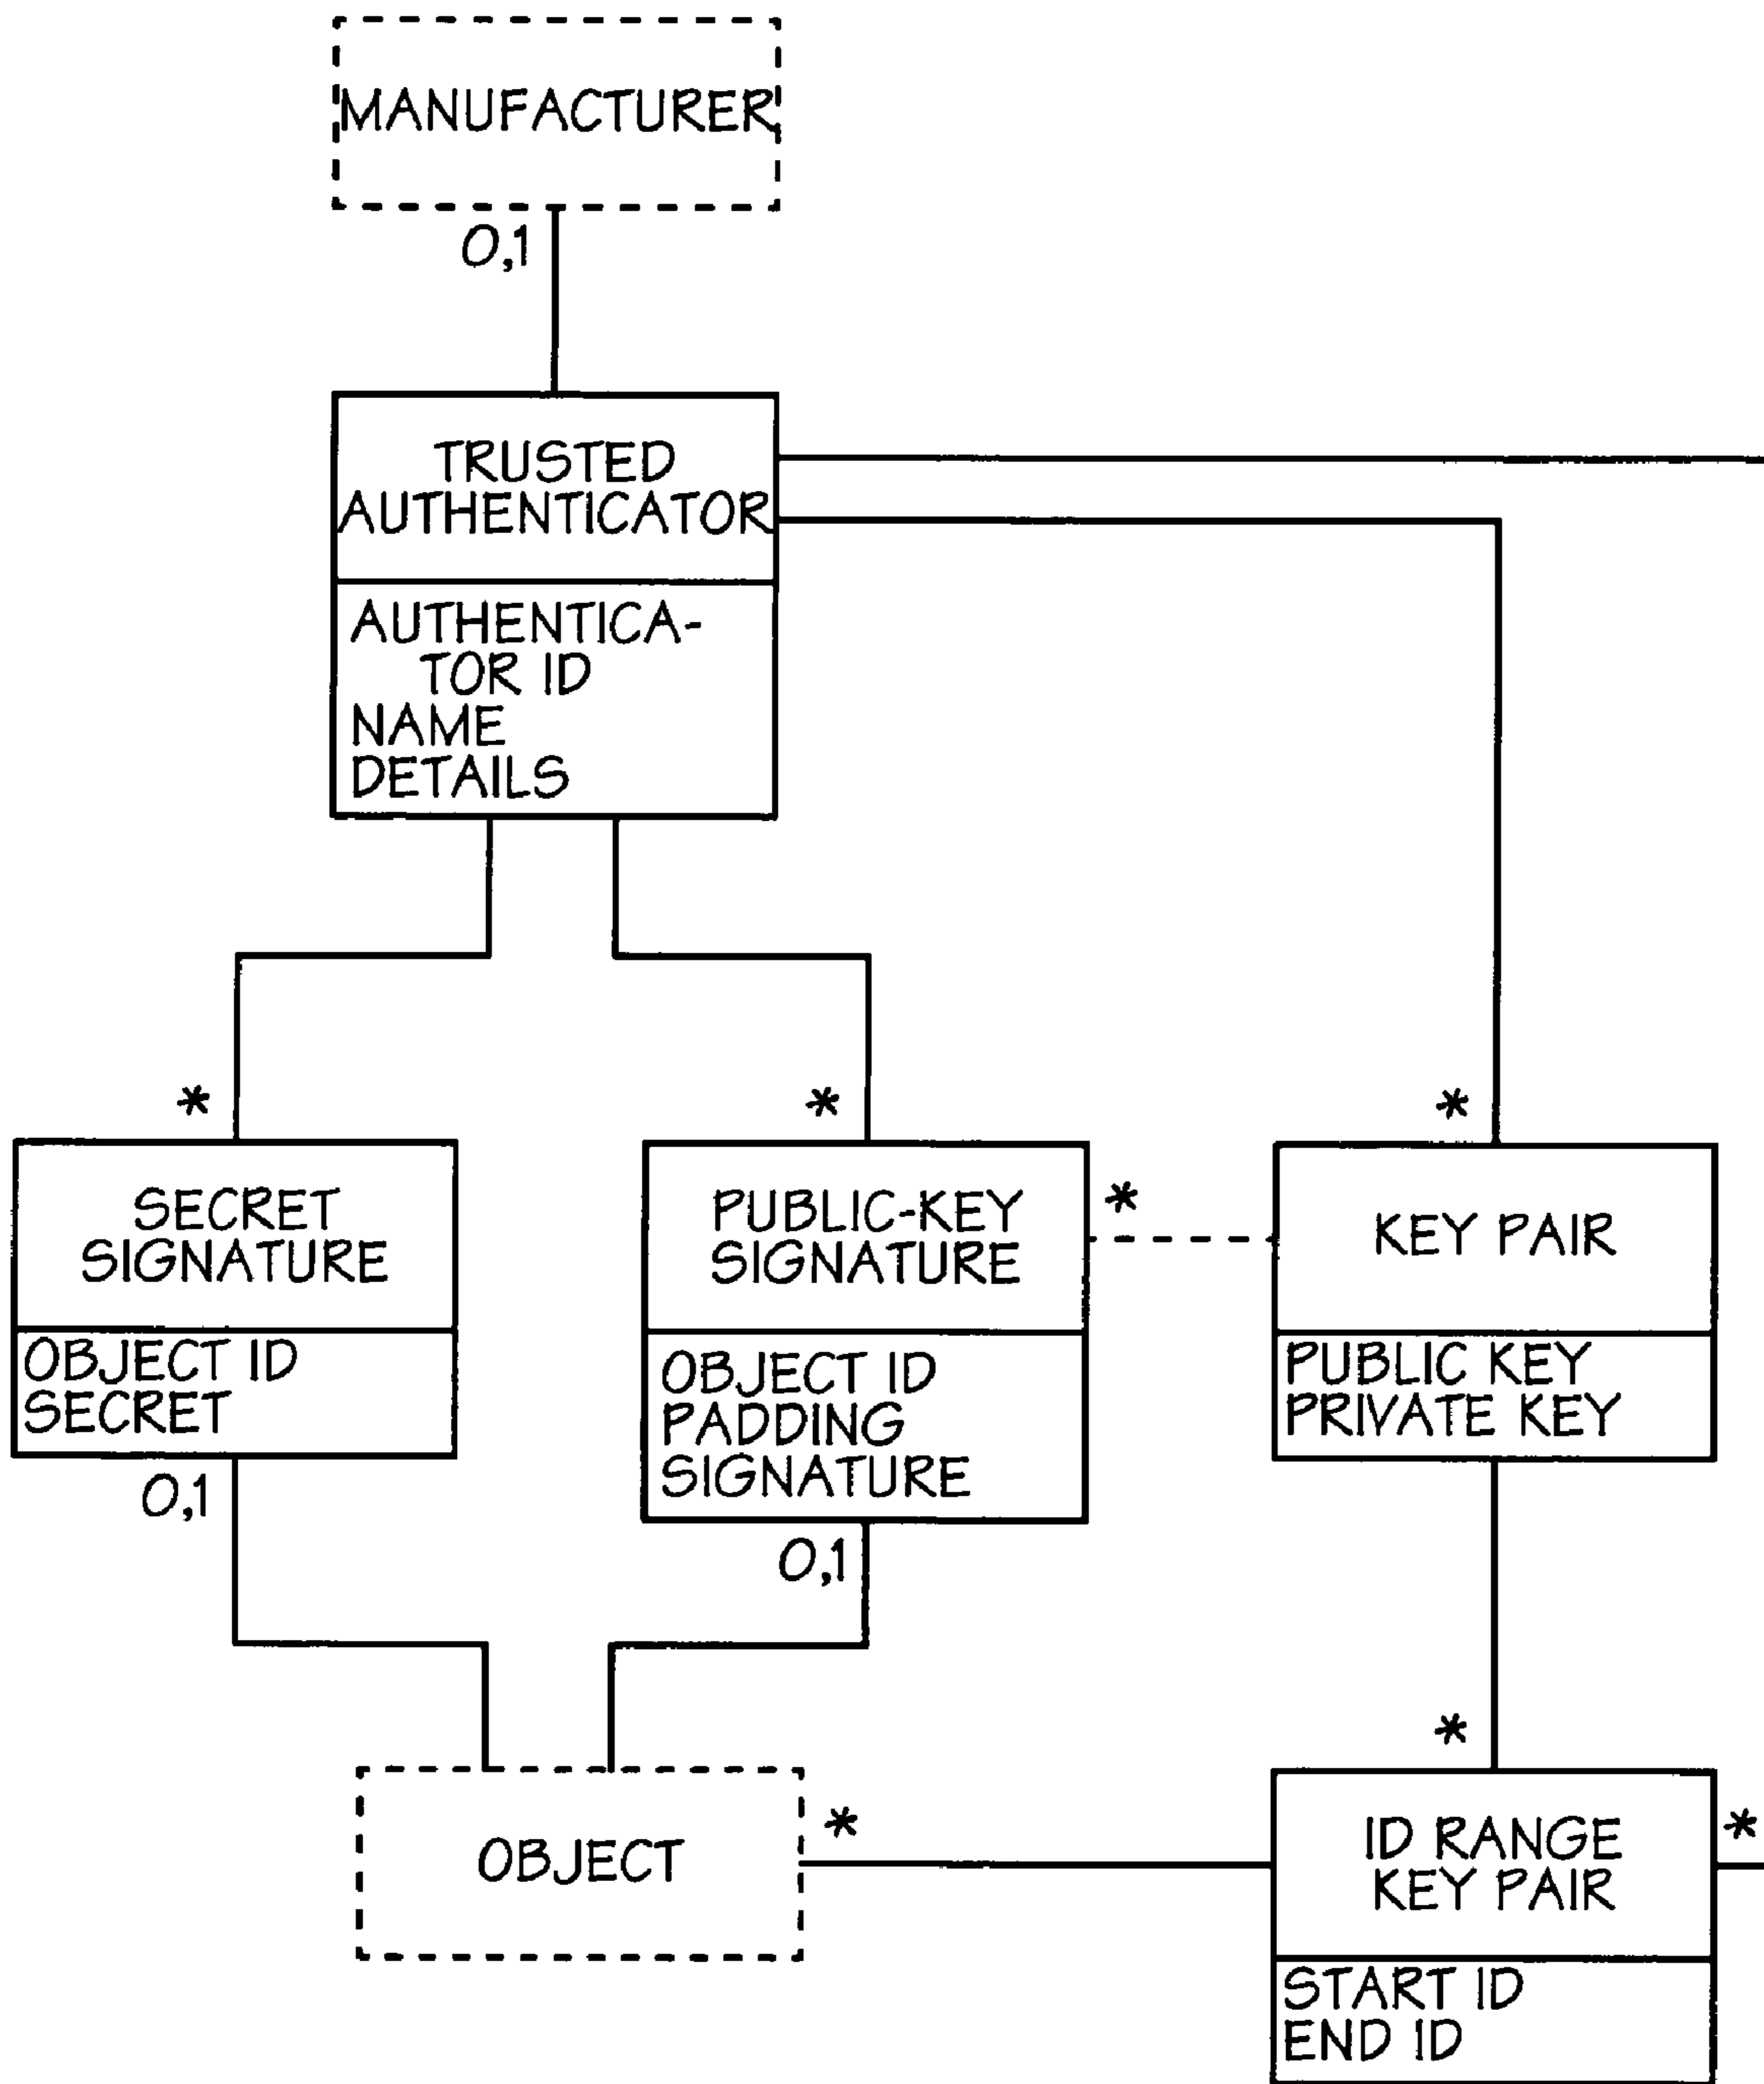 MANUFACTURER
0,1
TRUSTED
AUTHENTICATOR
AUTHENTICA-
TOR ID
NAME
DETAILS
*
*
*
SECRET
SIGNATURE
OBJECT ID
SECRET
0,1
PUBLIC-KEY
SIGNATURE
*
OBJECT ID
PADDING
SIGNATURE
0,1
KEY PAIR
PUBLIC KEY
PRIVATE KEY
*
OBJECT
*
ID RANGE
KEY PAIR
*
START ID
END ID